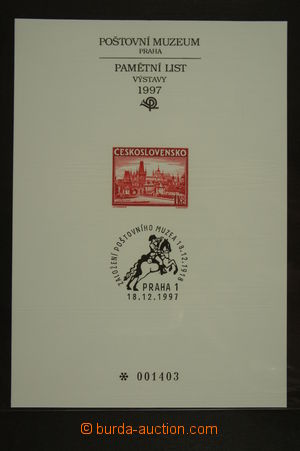 POŠTOVNÍ MUZEUM
PRAHA
PAMĚTNÍ LIST
VÝSTAVY
1997
ČESKOSLOVENSKO
ZALOŽENÍ POŠTOVNÍHO MUZEA 18.12.1918
PRAHA 1
18.12.1997
* 001403
© burda-auction.com